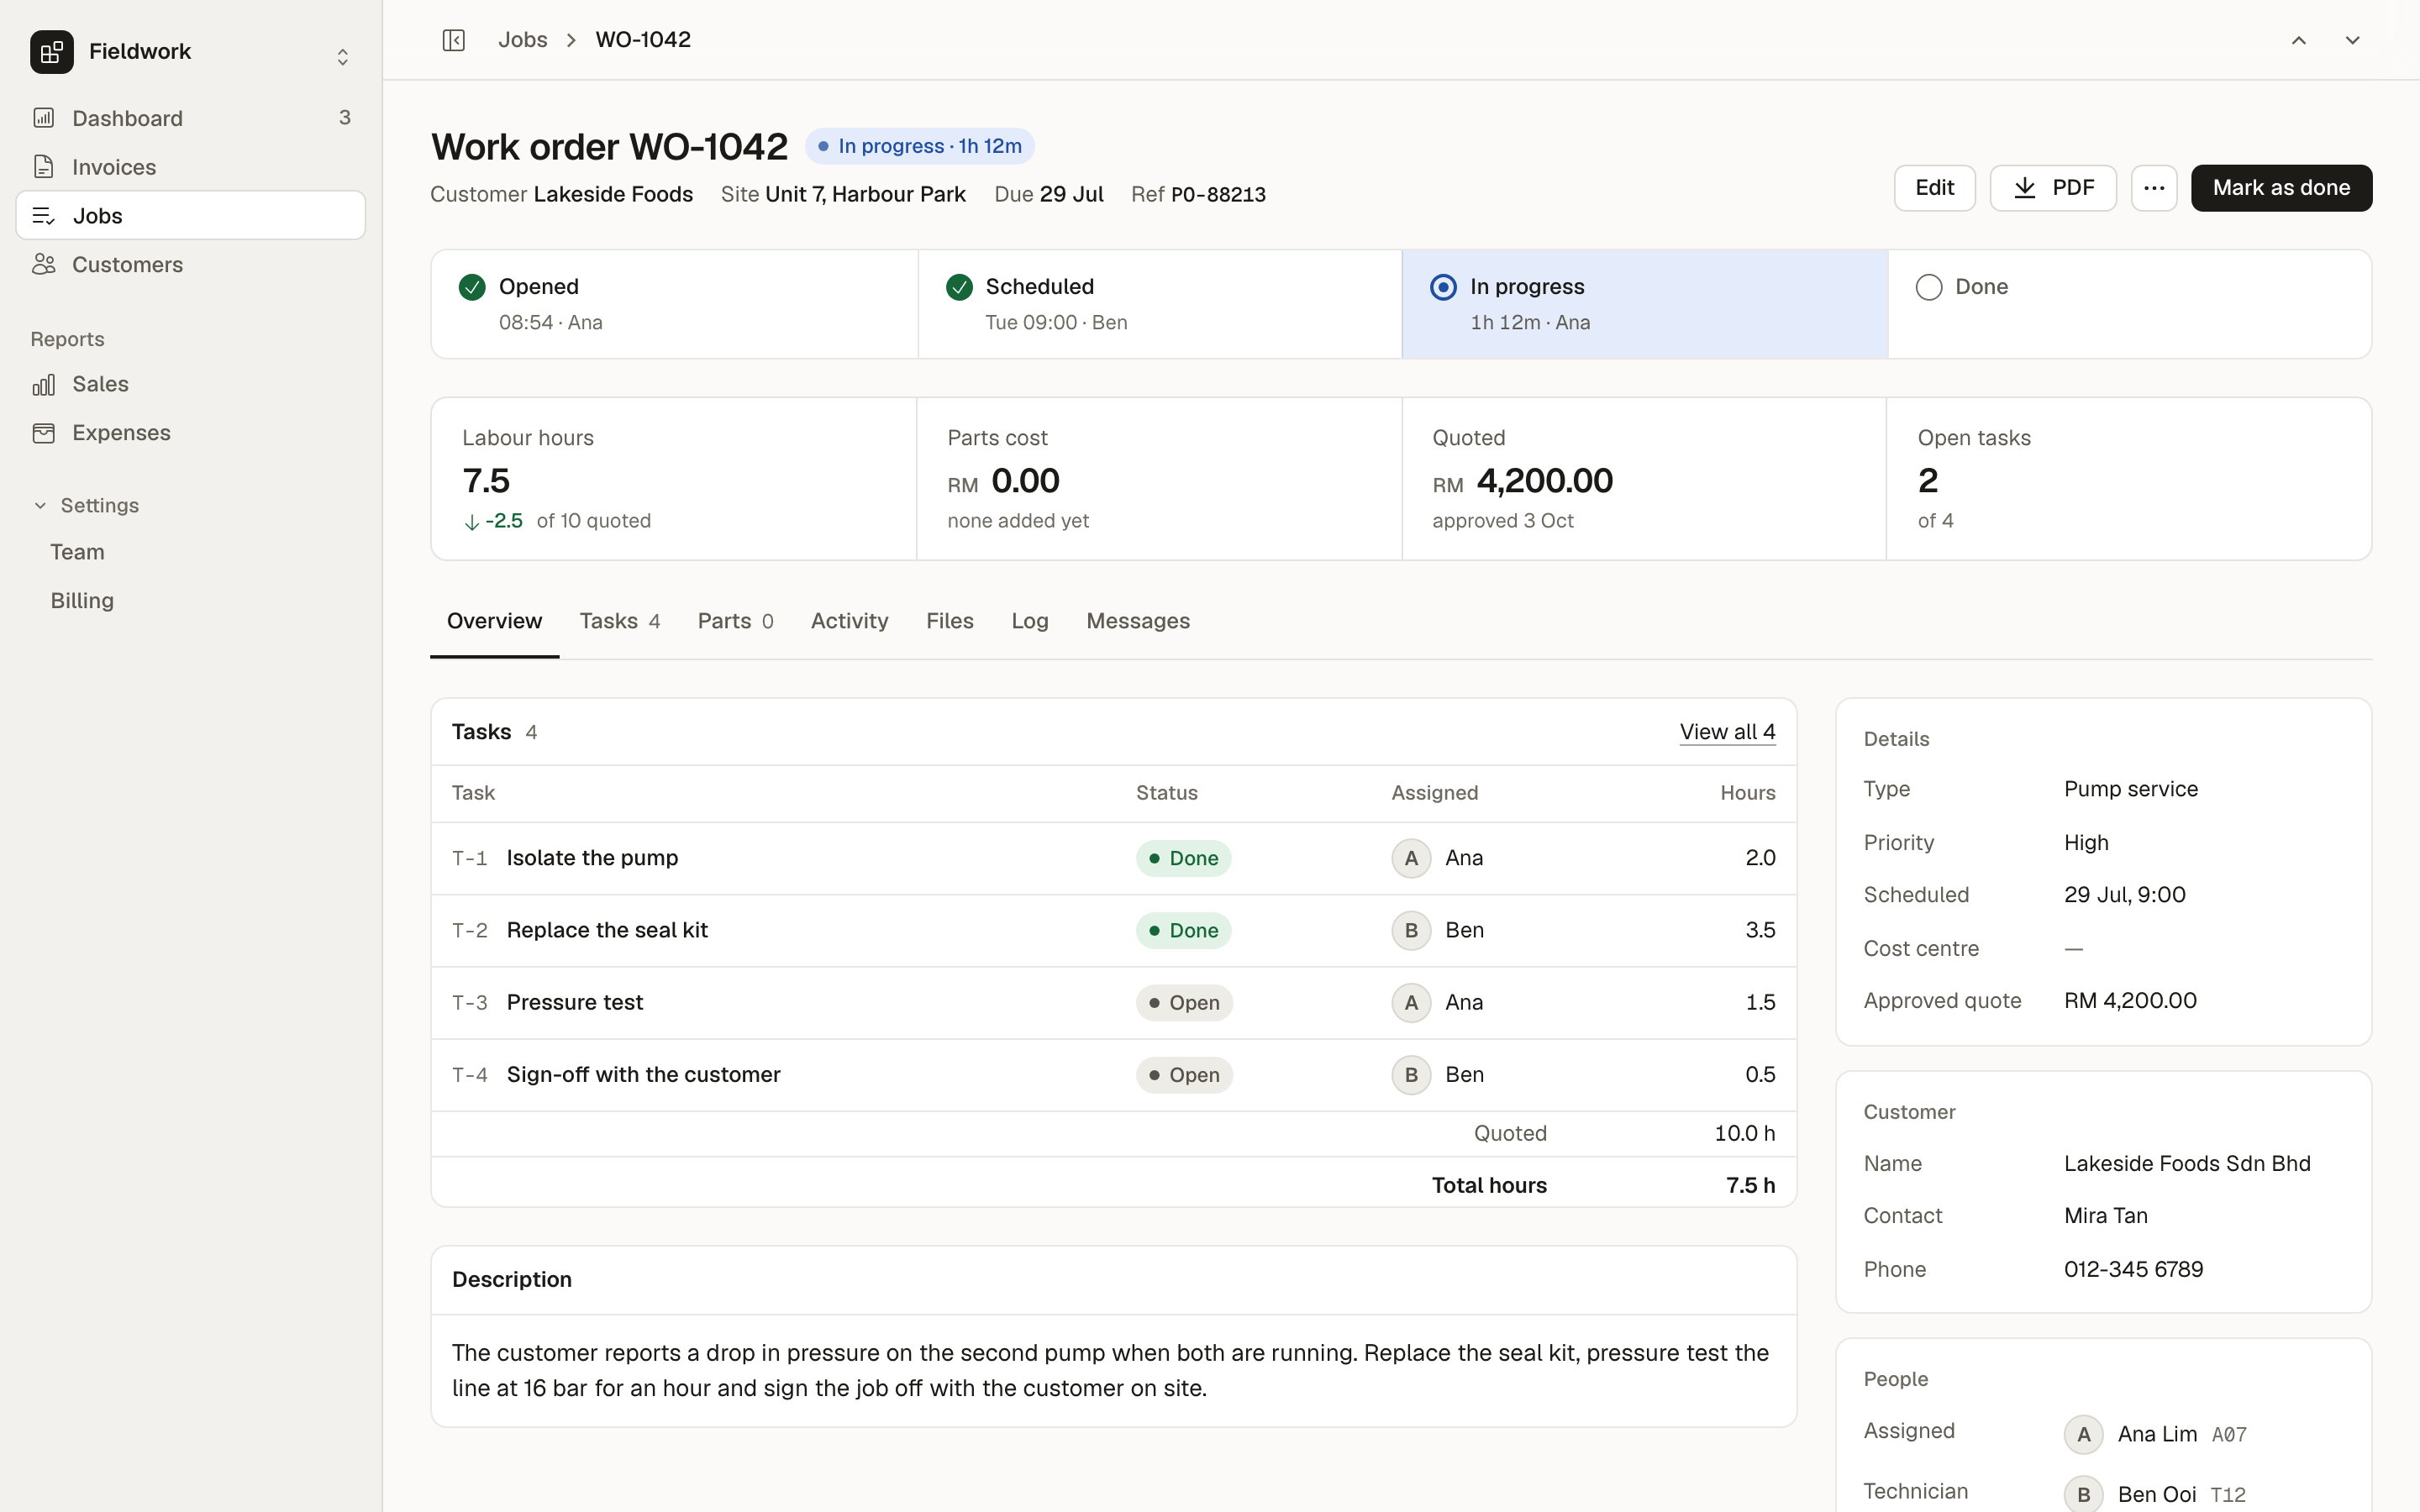 Fieldwork
Dashboard 3
Invoices
Jobs
Customers
Reports
Sales
Expenses
Settings
Team
Billing
Jobs WO-1042
Work order WO-1042 In progress · 1h 12m
Customer Lakeside Foods Site Unit 7, Harbour Park Due 29 Jul Ref PO-88213
Edit PDF Mark as done
Opened
08:54 · Ana
Scheduled
Tue 09:00 · Ben
In progress
1h 12m · Ana
Done
Labour hours
7.5
-2.5 of 10 quoted
Parts cost
RM 0.00
none added yet
Quoted
RM 4,200.00
approved 3 Oct
Open tasks
2
of 4
Overview Tasks 4 Parts 0 Activity Files Log Messages
Tasks 4 View all 4
Task Status Assigned Hours
T-1 Isolate the pump Done A Ana 2.0
T-2 Replace the seal kit Done B Ben 3.5
T-3 Pressure test Open A Ana 1.5
T-4 Sign-off with the customer Open B Ben 0.5
Quoted 10.0 h
Total hours 7.5 h
Description
The customer reports a drop in pressure on the second pump when both are running. Replace the seal kit, pressure test the
line at 16 bar for an hour and sign the job off with the customer on site.
Details
Type Pump service
Priority High
Scheduled 29 Jul, 9:00
Cost centre —
Approved quote RM 4,200.00
Customer
Name Lakeside Foods Sdn Bhd
Contact Mira Tan
Phone 012-345 6789
People
Assigned A Ana Lim A07
Technician B Ben Ooi T12